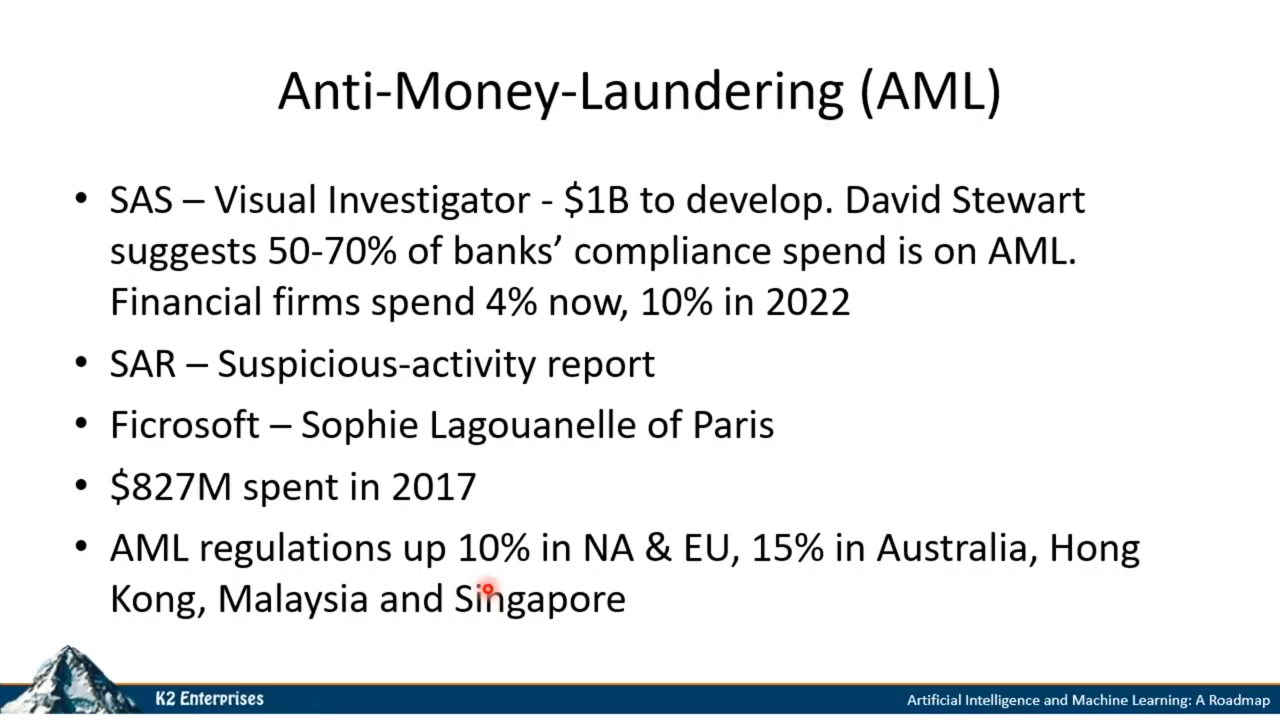 Anti-Money-Laundering (AML)
• SAS – Visual Investigator - $1B to develop. David Stewart
suggests 50-70% of banks’ compliance spend is on AML.
Financial firms spend 4% now, 10% in 2022
• SAR – Suspicious-activity report
• Ficrosoft – Sophie Lagouanelle of Paris
• $827M spent in 2017
• AML regulations up 10% in NA & EU, 15% in Australia, Hong
Kong, Malaysia and Singapore
K2 Enterprises
Artificial Intelligence and Machine Learning: A Roadmap